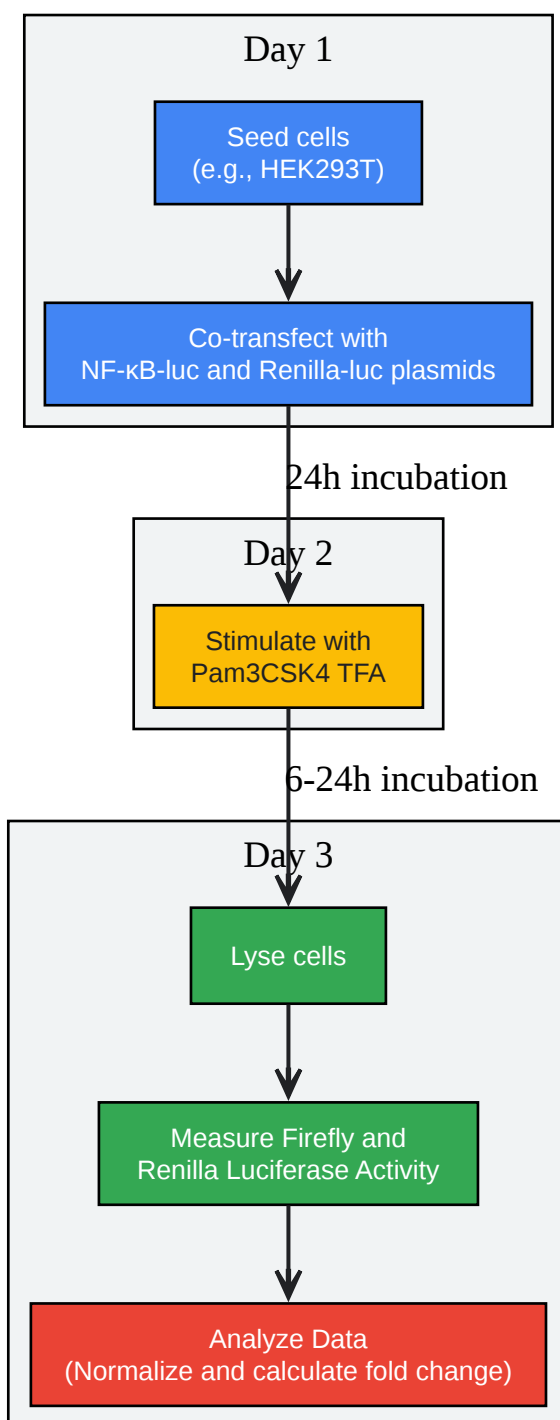 Day 1
Seed cells
(e.g., HEK293T)
Co-transfect with
NF-κB-luc and Renilla-luc plasmids
24h incubation
Day 2
Stimulate with
Pam3CSK4 TFA
6-24h incubation
Day 3
Lyse cells
Measure Firefly and
Renilla Luciferase Activity
Analyze Data
(Normalize and calculate fold change)